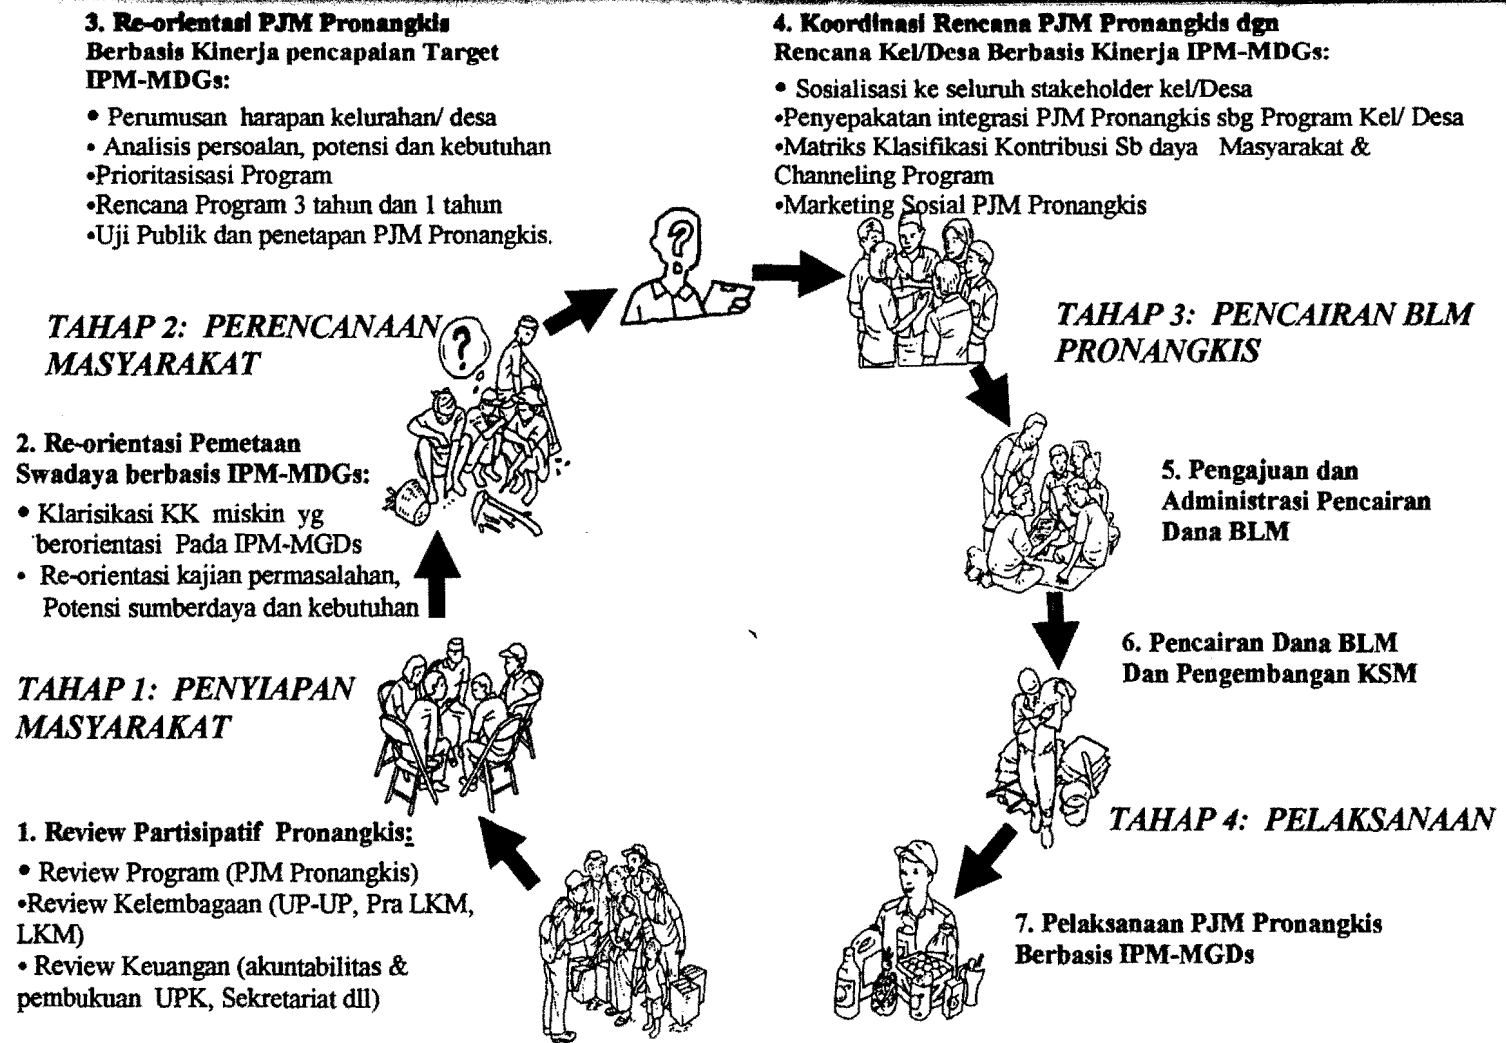 3. Re-orientasi PJM Pronangkis
Berbasis Kinerja pencapaian Target
IPM-MDGs:
• Perumusan harapan kelurahan/ desa
• Analisis persoalan, potensi dan kebutuhan
•Prioritasisasi Program
•Rencana Program 3 tahun dan 1 tahun
•Uji Publik dan penetapan PJM Pronangkis.
4. Koordinasi Rencana PJM Pronangkis dgn
Rencana Kel/Desa Berbasis Kinerja IPM-MDGs:
• Sosialisasi ke seluruh stakeholder kel/Desa
•Penyepakatan integrasi PJM Pronangkis sbg Program Kel/ Desa
•Matriks Klasifikasi Kontribusi Sb daya Masyarakat &
Channeling Program
•Marketing Sosial PJM Pronangkis
?
TAHAP 2: PERENCANAAN
MASYARAKAT
?
TAHAP 3: PENCAIRAN BLM
PRONANGKIS
2. Re-orientasi Pemetaan
Swadaya berbasis IPM-MDGs:
• Klarisikasi KK miskin yg
berorientasi Pada IPM-MGDs
• Re-orientasi kajian permasalahan,
Potensi sumberdaya dan kebutuhan
5. Pengajuan dan
Administrasi Pencairan
Dana BLM
6. Pencairan Dana BLM
Dan Pengembangan KSM
TAHAP 1: PENYIAPAN
MASYARAKAT
TAHAP 4: PELAKSANAAN
1. Review Partisipatif Pronangkis:
• Review Program (PJM Pronangkis)
•Review Kelembagaan (UP-UP, Pra LKM,
LKM)
• Review Keuangan (akuntabilitas &
pembukuan UPK, Sekretariat dll)
7. Pelaksanaan PJM Pronangkis
Berbasis IPM-MGDs